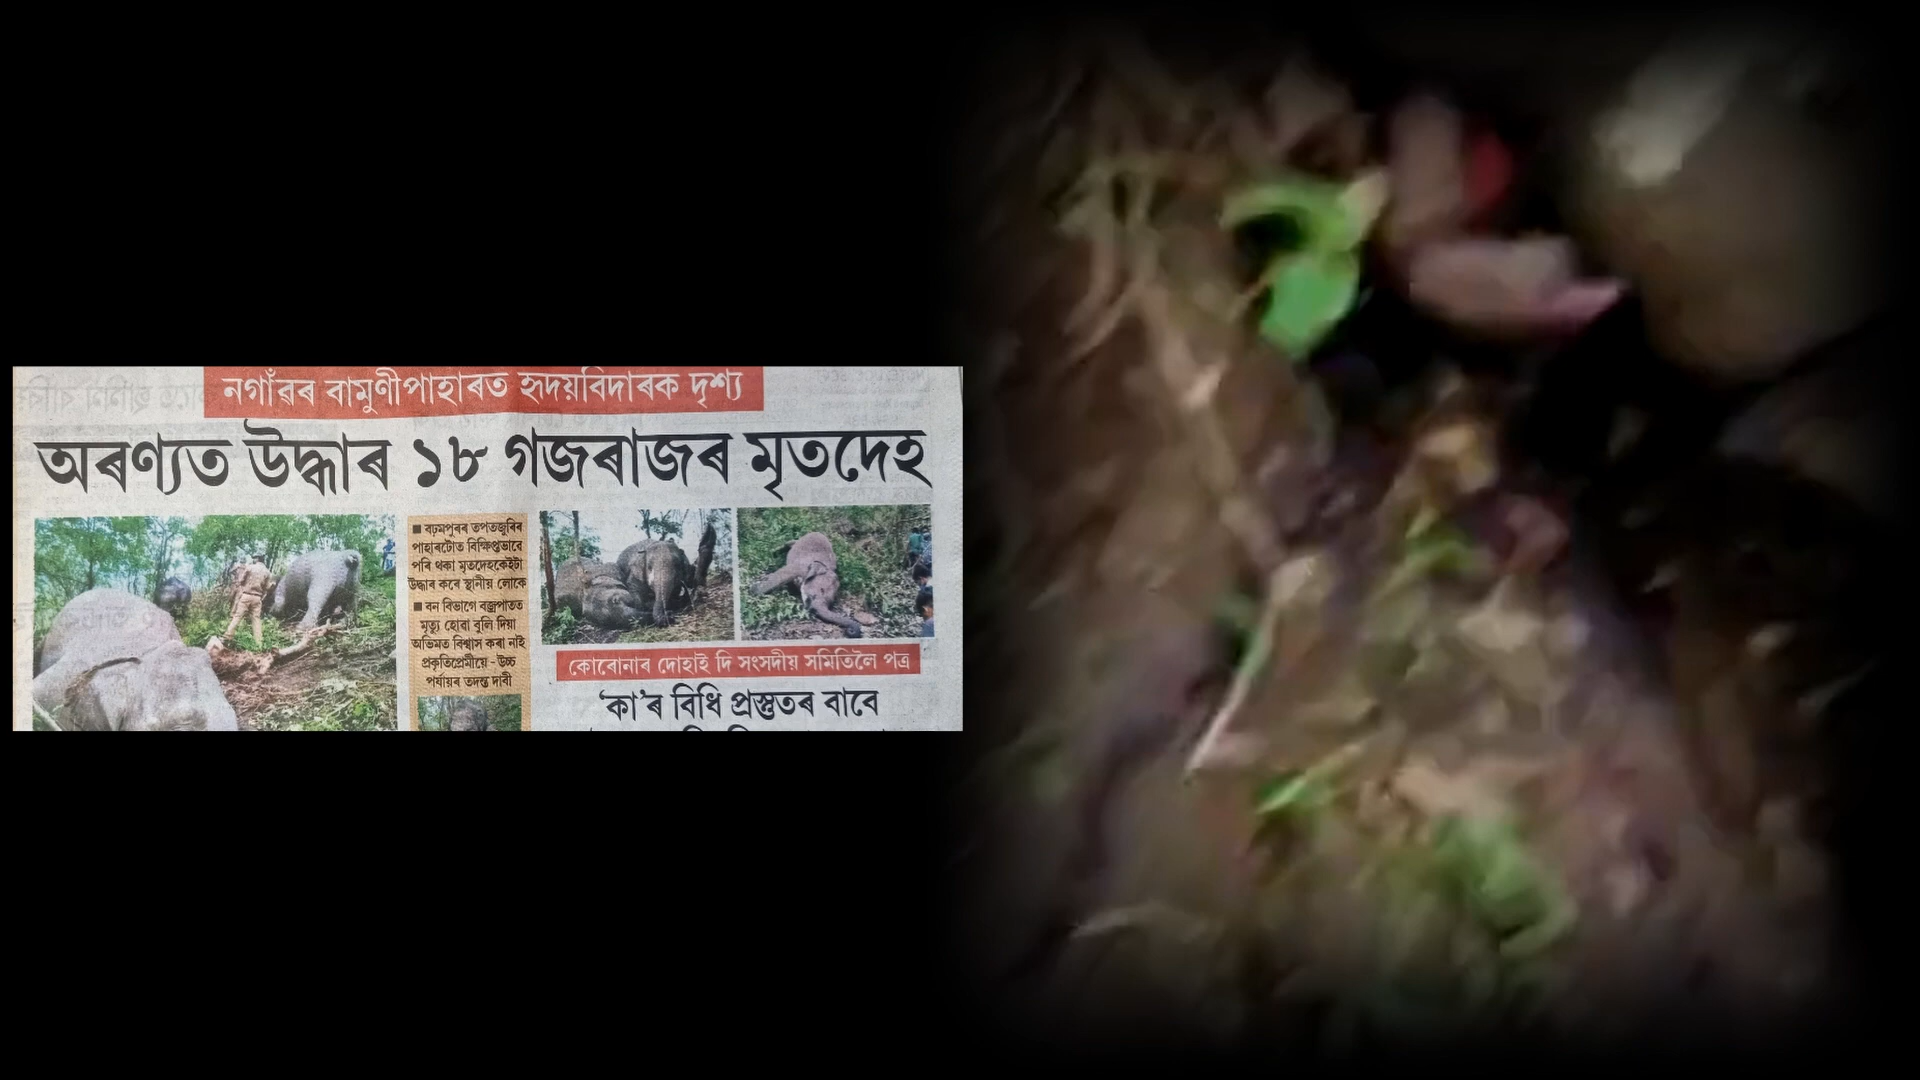 নগাঁৱৰ বামুণীপাহাৰত হৃদয়বিদাৰক দৃশ্য
অৰণ্যত উদ্ধাৰ ১৮ গজৰাজৰ মৃতদেহ
■ বঢ়মপুৰৰ তপতজুৰিৰ
পাহাৰটোত বিক্ষিপ্তভাৱে
পৰি থকা মৃতদেহকেইটা
উদ্ধাৰ কৰে স্থানীয় লোকে
■ বন বিভাগে বজ্ৰপাতত
মৃত্যু হোৱা বুলি দিয়া
অভিমত বিশ্বাস কৰা নাই
প্ৰকৃতিপ্ৰেমীয়ে - উচ্চ
পৰ্যায়ৰ তদন্ত দাবী
কোৰোনাৰ দোহাই দি সংসদীয় সমিতিলৈ পত্ৰ
‘কা’ৰ বিধি প্ৰস্তুতৰ বাবে